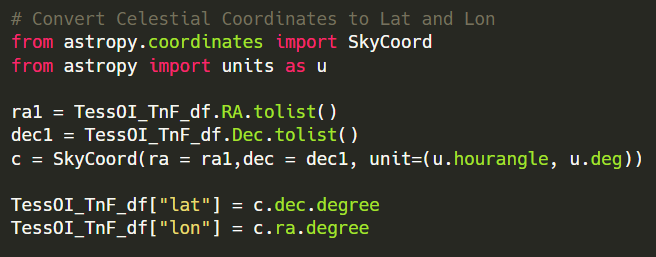 # Convert Celestial Coordinates to Lat and Lon
from astropy.coordinates import SkyCoord
from astropy import units as u
ra1 = TessOI_TnF_df.RA.tolist()
dec1 = TessOI_TnF_df.Dec.tolist()
c = SkyCoord(ra = ra1,dec = dec1, unit=(u.hourangle, u.deg))
TessOI_TnF_df["lat"] = c.dec.degree
TessOI_TnF_df["lon"] = c.ra.degree